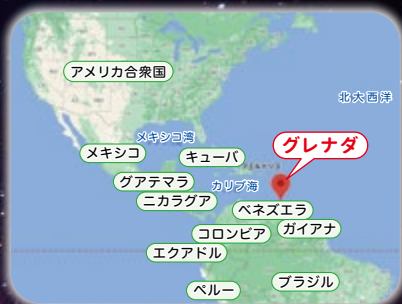 アメリカ合衆国
北大西洋
メキシコ湾
グレナダ
メキシコ
キューバ
グアテマラ
カリブ海
ニカラグア
ベネズエラ
コロンビア
ガイアナ
エクアドル
ブラジル
ペルー